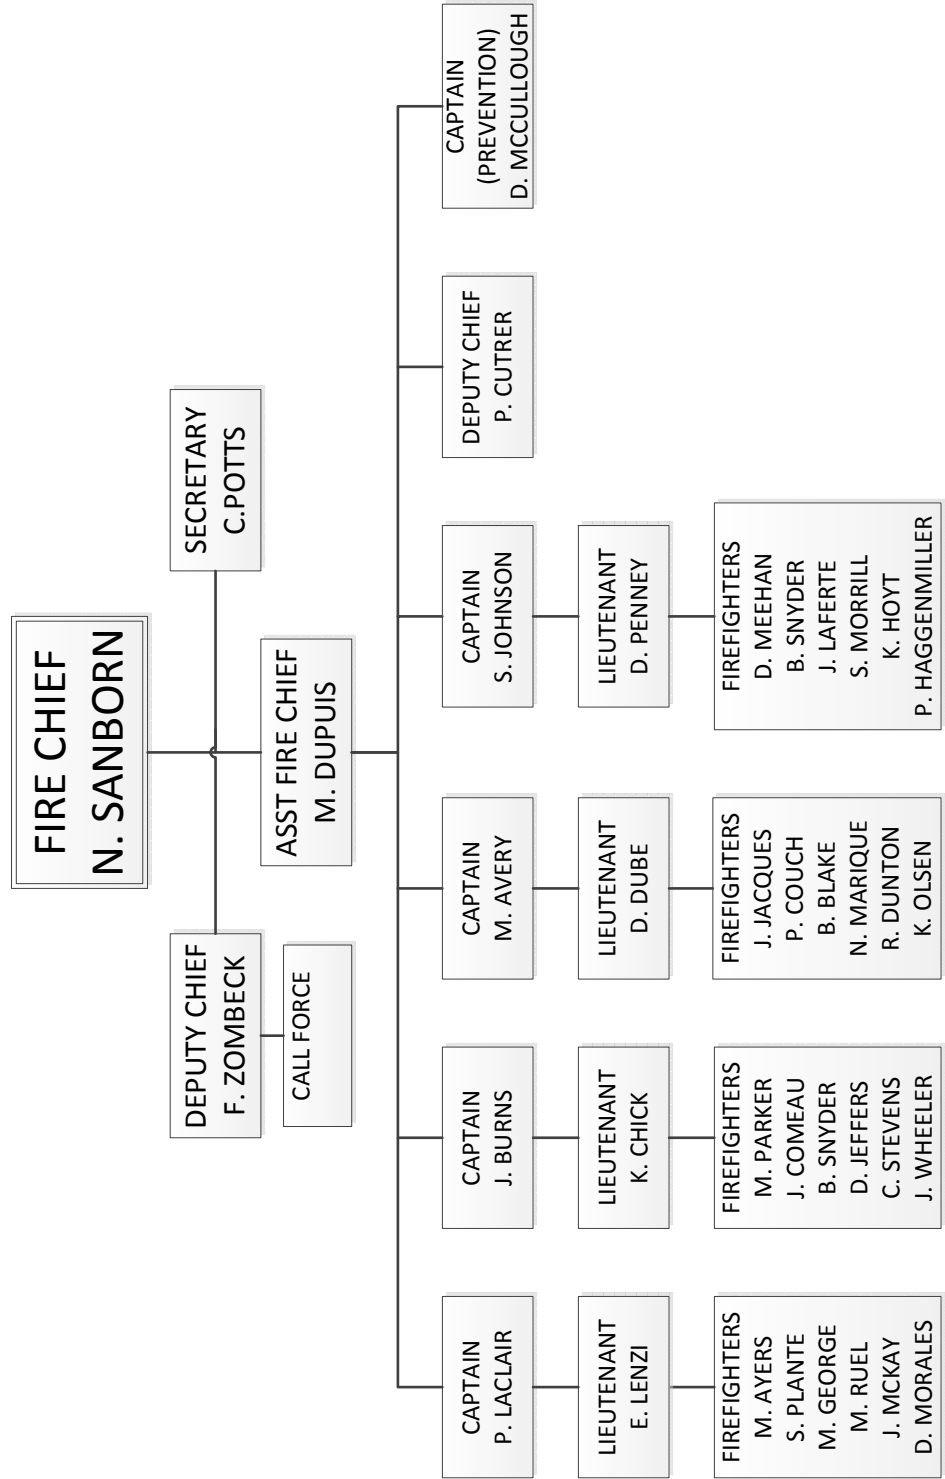 FIRE CHIEF
N. SANBORN
DEPUTY CHIEF
F. ZOMBECK
SECRETARY
C.POTTS
CALL FORCE
ASST FIRE CHIEF
M. DUPUIS
CAPTAIN
P. LACLAIR
CAPTAIN
J. BURNS
CAPTAIN
M. AVERY
CAPTAIN
S. JOHNSON
DEPUTY CHIEF
P. CUTRER
CAPTAIN
(PREVENTION)
D. MCCULLOUGH
LIEUTENANT
E. LENZI
LIEUTENANT
K. CHICK
LIEUTENANT
D. DUBE
LIEUTENANT
D. PENNEY
FIREFIGHTERS
M. AYERS
S. PLANTE
M. GEORGE
M. RUEL
J. MCKAY
D. MORALES
FIREFIGHTERS
M. PARKER
J. COMEAU
B. SNYDER
D. JEFFERS
C. STEVENS
J. WHEELER
FIREFIGHTERS
J. JACQUES
P. COUCH
B. BLAKE
N. MARIQUE
R. DUNTON
K. OLSEN
FIREFIGHTERS
D. MEEHAN
B. SNYDER
J. LAFERTE
S. MORRILL
K. HOYT
P. HAGGENMILLER